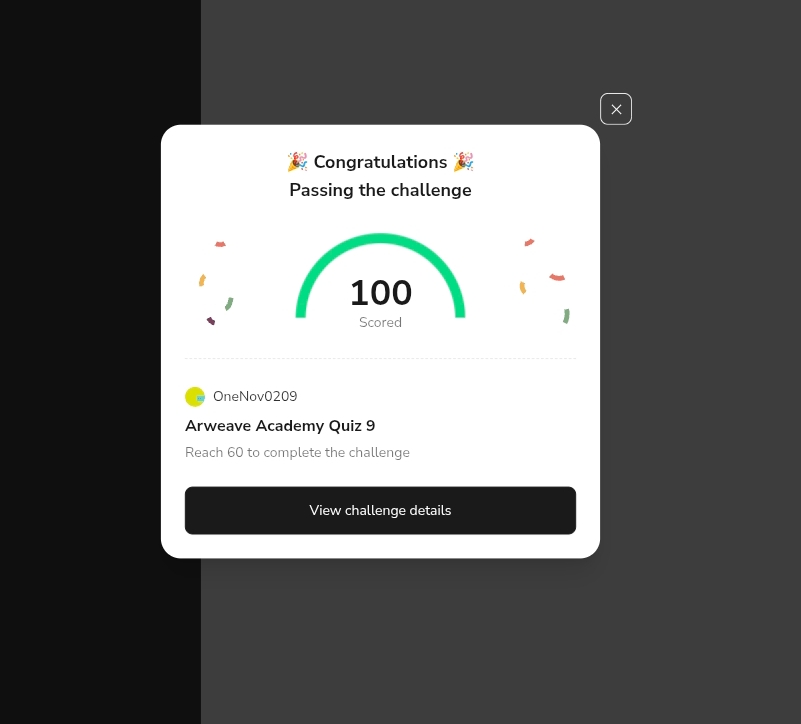 🎉 Congratulations 🎉
Passing the challenge
100
Scored
OneNov0209
Arweave Academy Quiz 9
Reach 60 to complete the challenge
View challenge details